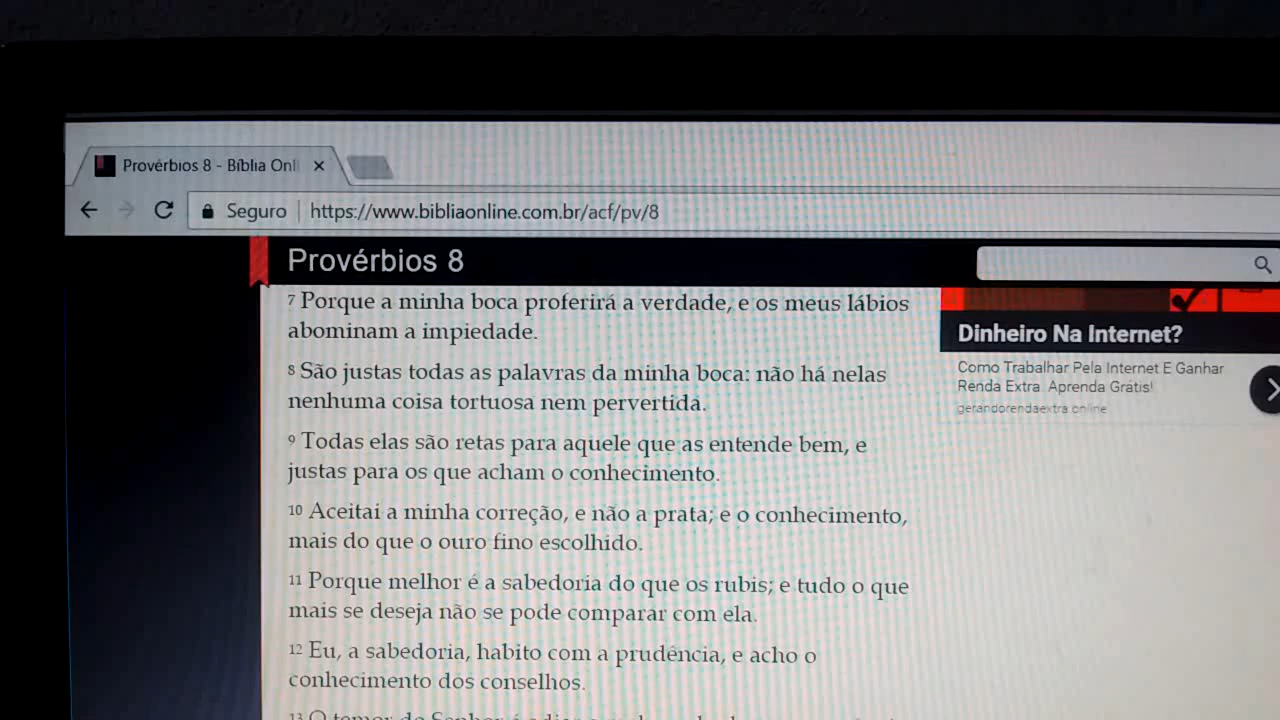 Provérbios 8 - Bíblia Onl
Seguro https://www.bibliaonline.com.br/acf/pv/8
Provérbios 8
7 Porque a minha boca proferirá a verdade, e os meus lábios
abominam a impiedade.
8 São justas todas as palavras da minha boca: não há nelas
nenhuma coisa tortuosa nem pervertida.
9 Todas elas são retas para aquele que as entende bem, e
justas para os que acham o conhecimento.
10 Aceitai a minha correção, e não a prata; e o conhecimento,
mais do que o ouro fino escolhido.
11 Porque melhor é a sabedoria do que os rubis; e tudo o que
mais se deseja não se pode comparar com ela.
12 Eu, a sabedoria, habito com a prudência, e acho o
conhecimento dos conselhos.
13 O temor do Senhor é
Dinheiro Na Internet?
Como Trabalhar Pela Internet E Ganhar
Renda Extra. Aprenda Grátis!
gerandorendaextra.online